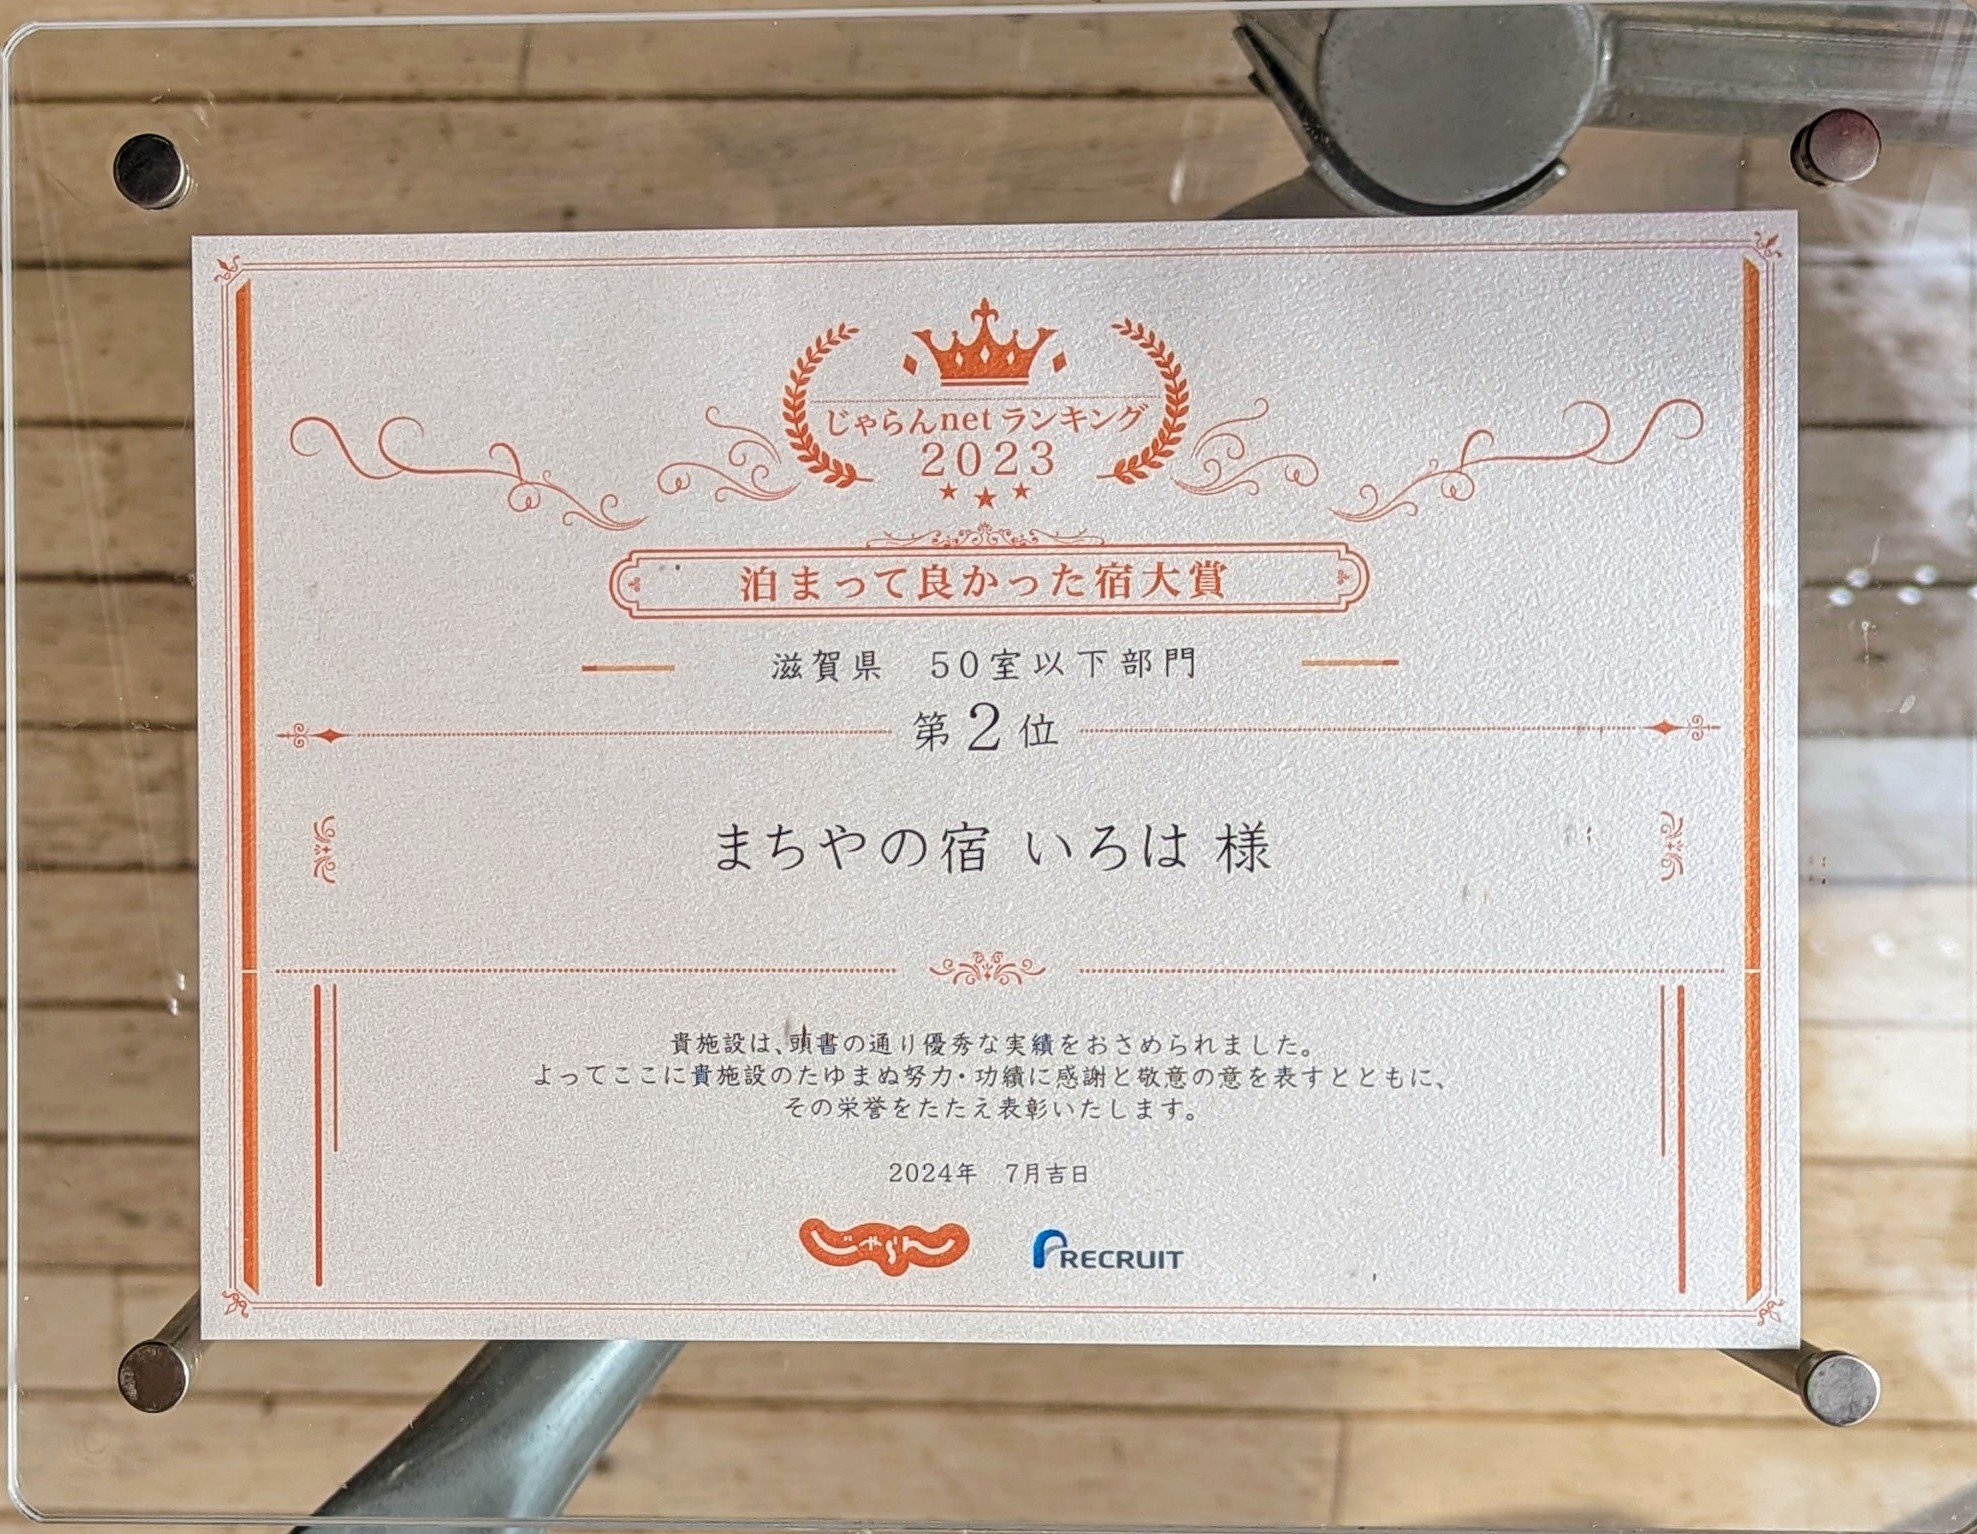 じゃらんnet ランキング
2023
泊まって良かった宿大賞
滋賀県　50室以下部門
第2位
まちやの宿 いろは 様
貴施設は、頭書の通り優秀な実績をおさめられました。
よってここに貴施設のたゆまぬ努力・功績に感謝と敬意の意を表すとともに、
その栄誉をたたえ表彰いたします。
2024年　7月吉日
じゃらん RECRUIT